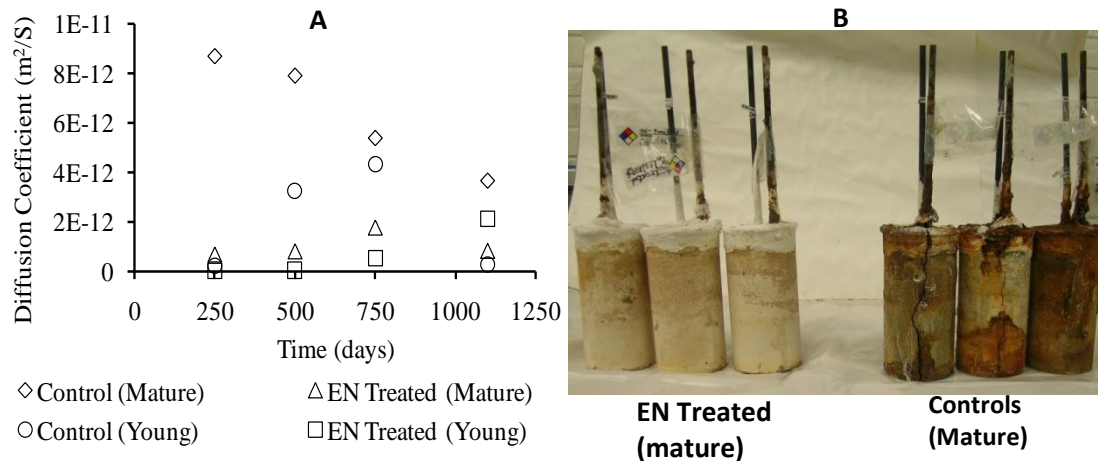 A
Diffusion Coefficient (m²/S)
1E-11
8E-12
6E-12
4E-12
2E-12
0
0 250 500 750 1000 1250
Time (days)
◇ Control (Mature) △ EN Treated (Mature)
○ Control (Young) □ EN Treated (Young)
B
EN Treated
(mature)
Controls
(Mature)